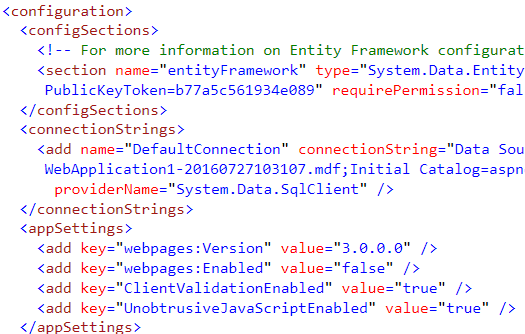 <configuration>
<configSections>
<!-- For more information on Entity Framework configurat
<section name="entityFramework" type="System.Data.Entity
PublicKeyToken=b77a5c561934e089" requirePermission="fal
</configSections>
<connectionStrings>
<add name="DefaultConnection" connectionString="Data Sou
WebApplication1-20160727103107.mdf;Initial Catalog=aspn
providerName="System.Data.SqlClient" />
</connectionStrings>
<appSettings>
<add key="webpages:Version" value="3.0.0.0" />
<add key="webpages:Enabled" value="false" />
<add key="ClientValidationEnabled" value="true" />
<add key="UnobtrusiveJavaScriptEnabled" value="true" />
</appSettings>